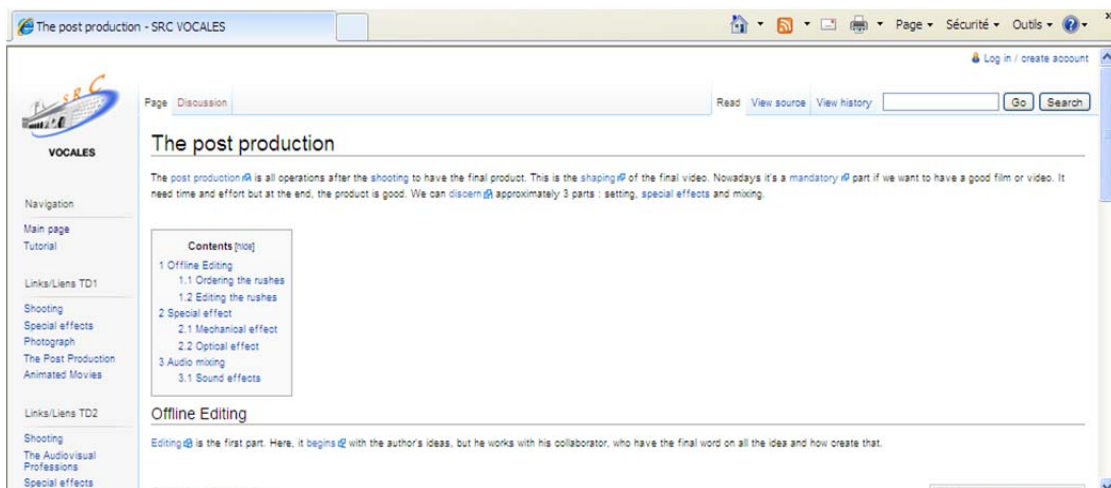 The post production - SRC VOCALES
Page Sécurité Outils
Log in / create account
SRC
VOCALES
Page Discussion
Read View source View history Go Search
The post production
The post production is all operations after the shooting to have the final product. This is the shaping of the final video. Nowadays it's a mandatory part if we want to have a good film or video. It
need time and effort but at the end, the product is good. We can discern approximately 3 parts : setting, special effects and mixing.
Navigation
Main page
Tutorial
Links/Liens TD1
Shooting
Special effects
Photograph
The Post Production
Animated Movies
Links/Liens TD2
Shooting
The Audiovisual
Professions
Special effects
Contents [hide]
1 Offline Editing
1.1 Ordering the rushes
1.2 Editing the rushes
2 Special effect
2.1 Mechanical effect
2.2 Optical effect
3 Audio mixing
3.1 Sound effects
Offline Editing
Editing is the first part. Here, it begins with the author's ideas, but he works with his collaborator, who have the final word on all the idea and how create that.